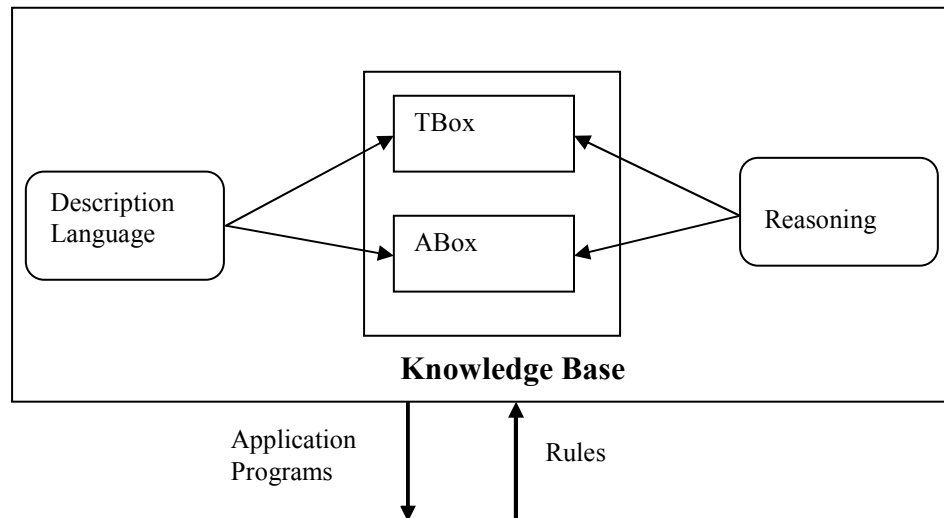 TBox
Description
Language
ABox
Reasoning
Knowledge Base
Application
Programs
Rules